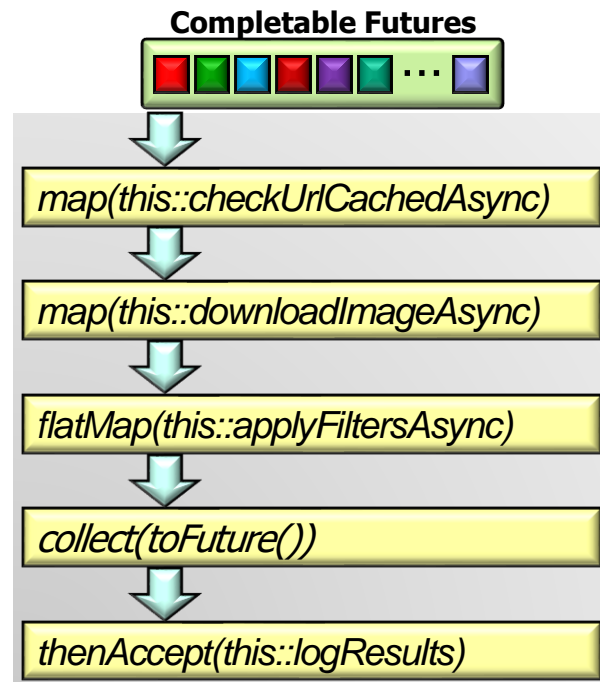 Completable Futures
...
map(this::checkUrlCachedAsync)
map(this::downloadImageAsync)
flatMap(this::applyFiltersAsync)
collect(toFuture())
thenAccept(this::logResults)